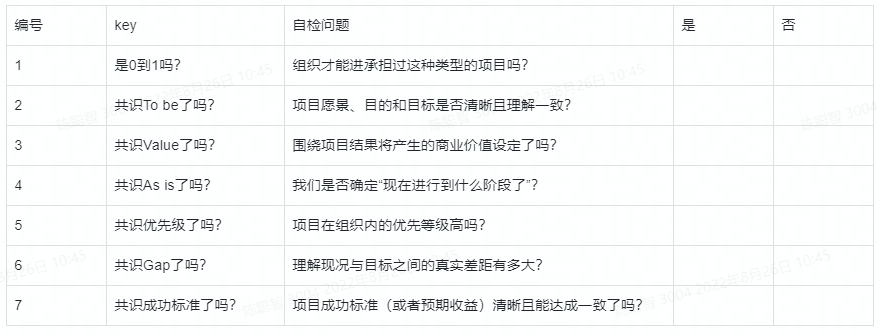 编号 key 自检问题 是 否
1 是0到1吗? 组织才能进承担过这种类型的项目吗?
2 共识To be了吗? 项目愿景、目的和目标是否清晰且理解一致?
3 共识Value了吗? 围绕项目结果将产生的商业价值设定了吗?
4 共识As is了吗? 我们是否确定“现在进行到什么阶段了”?
5 共识优先级了吗? 项目在组织内的优先等级高吗?
6 共识Gap了吗? 理解现况与目标之间的真实差距有多大?
7 共识成功标准了吗? 项目成功标准（或者预期收益）清晰且能达成一致了吗?